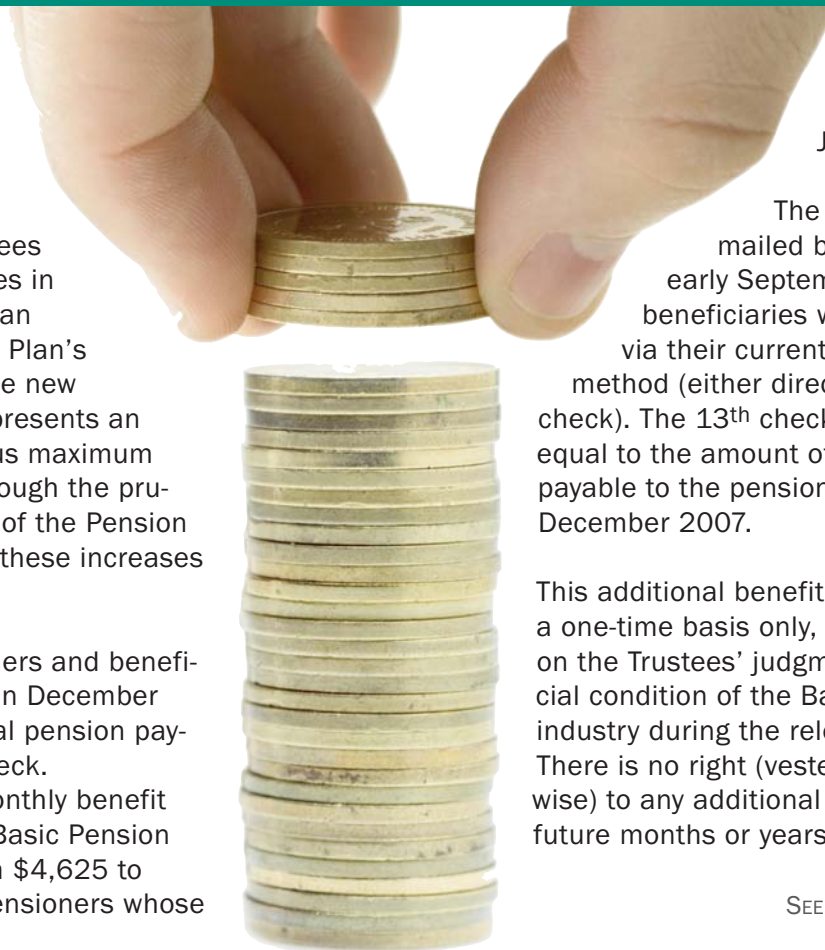 ees
es in
an
Plan's
e new
presents an
us maximum
ough the pru-
of the Pension
these increases
ers and benefi-
n December
al pension pay-
eck.
onthly benefit
Basic Pension
$4,625 to
ensioners whose
J
The
mailed b
early Septem
beneficiaries w
via their current
method (either direc
check). The 13th check
equal to the amount o
payable to the pension
December 2007.
This additional benefit
a one-time basis only,
on the Trustees' judgm
cial condition of the Ba
industry during the rele
There is no right (veste
wise) to any additional
future months or years
SEE